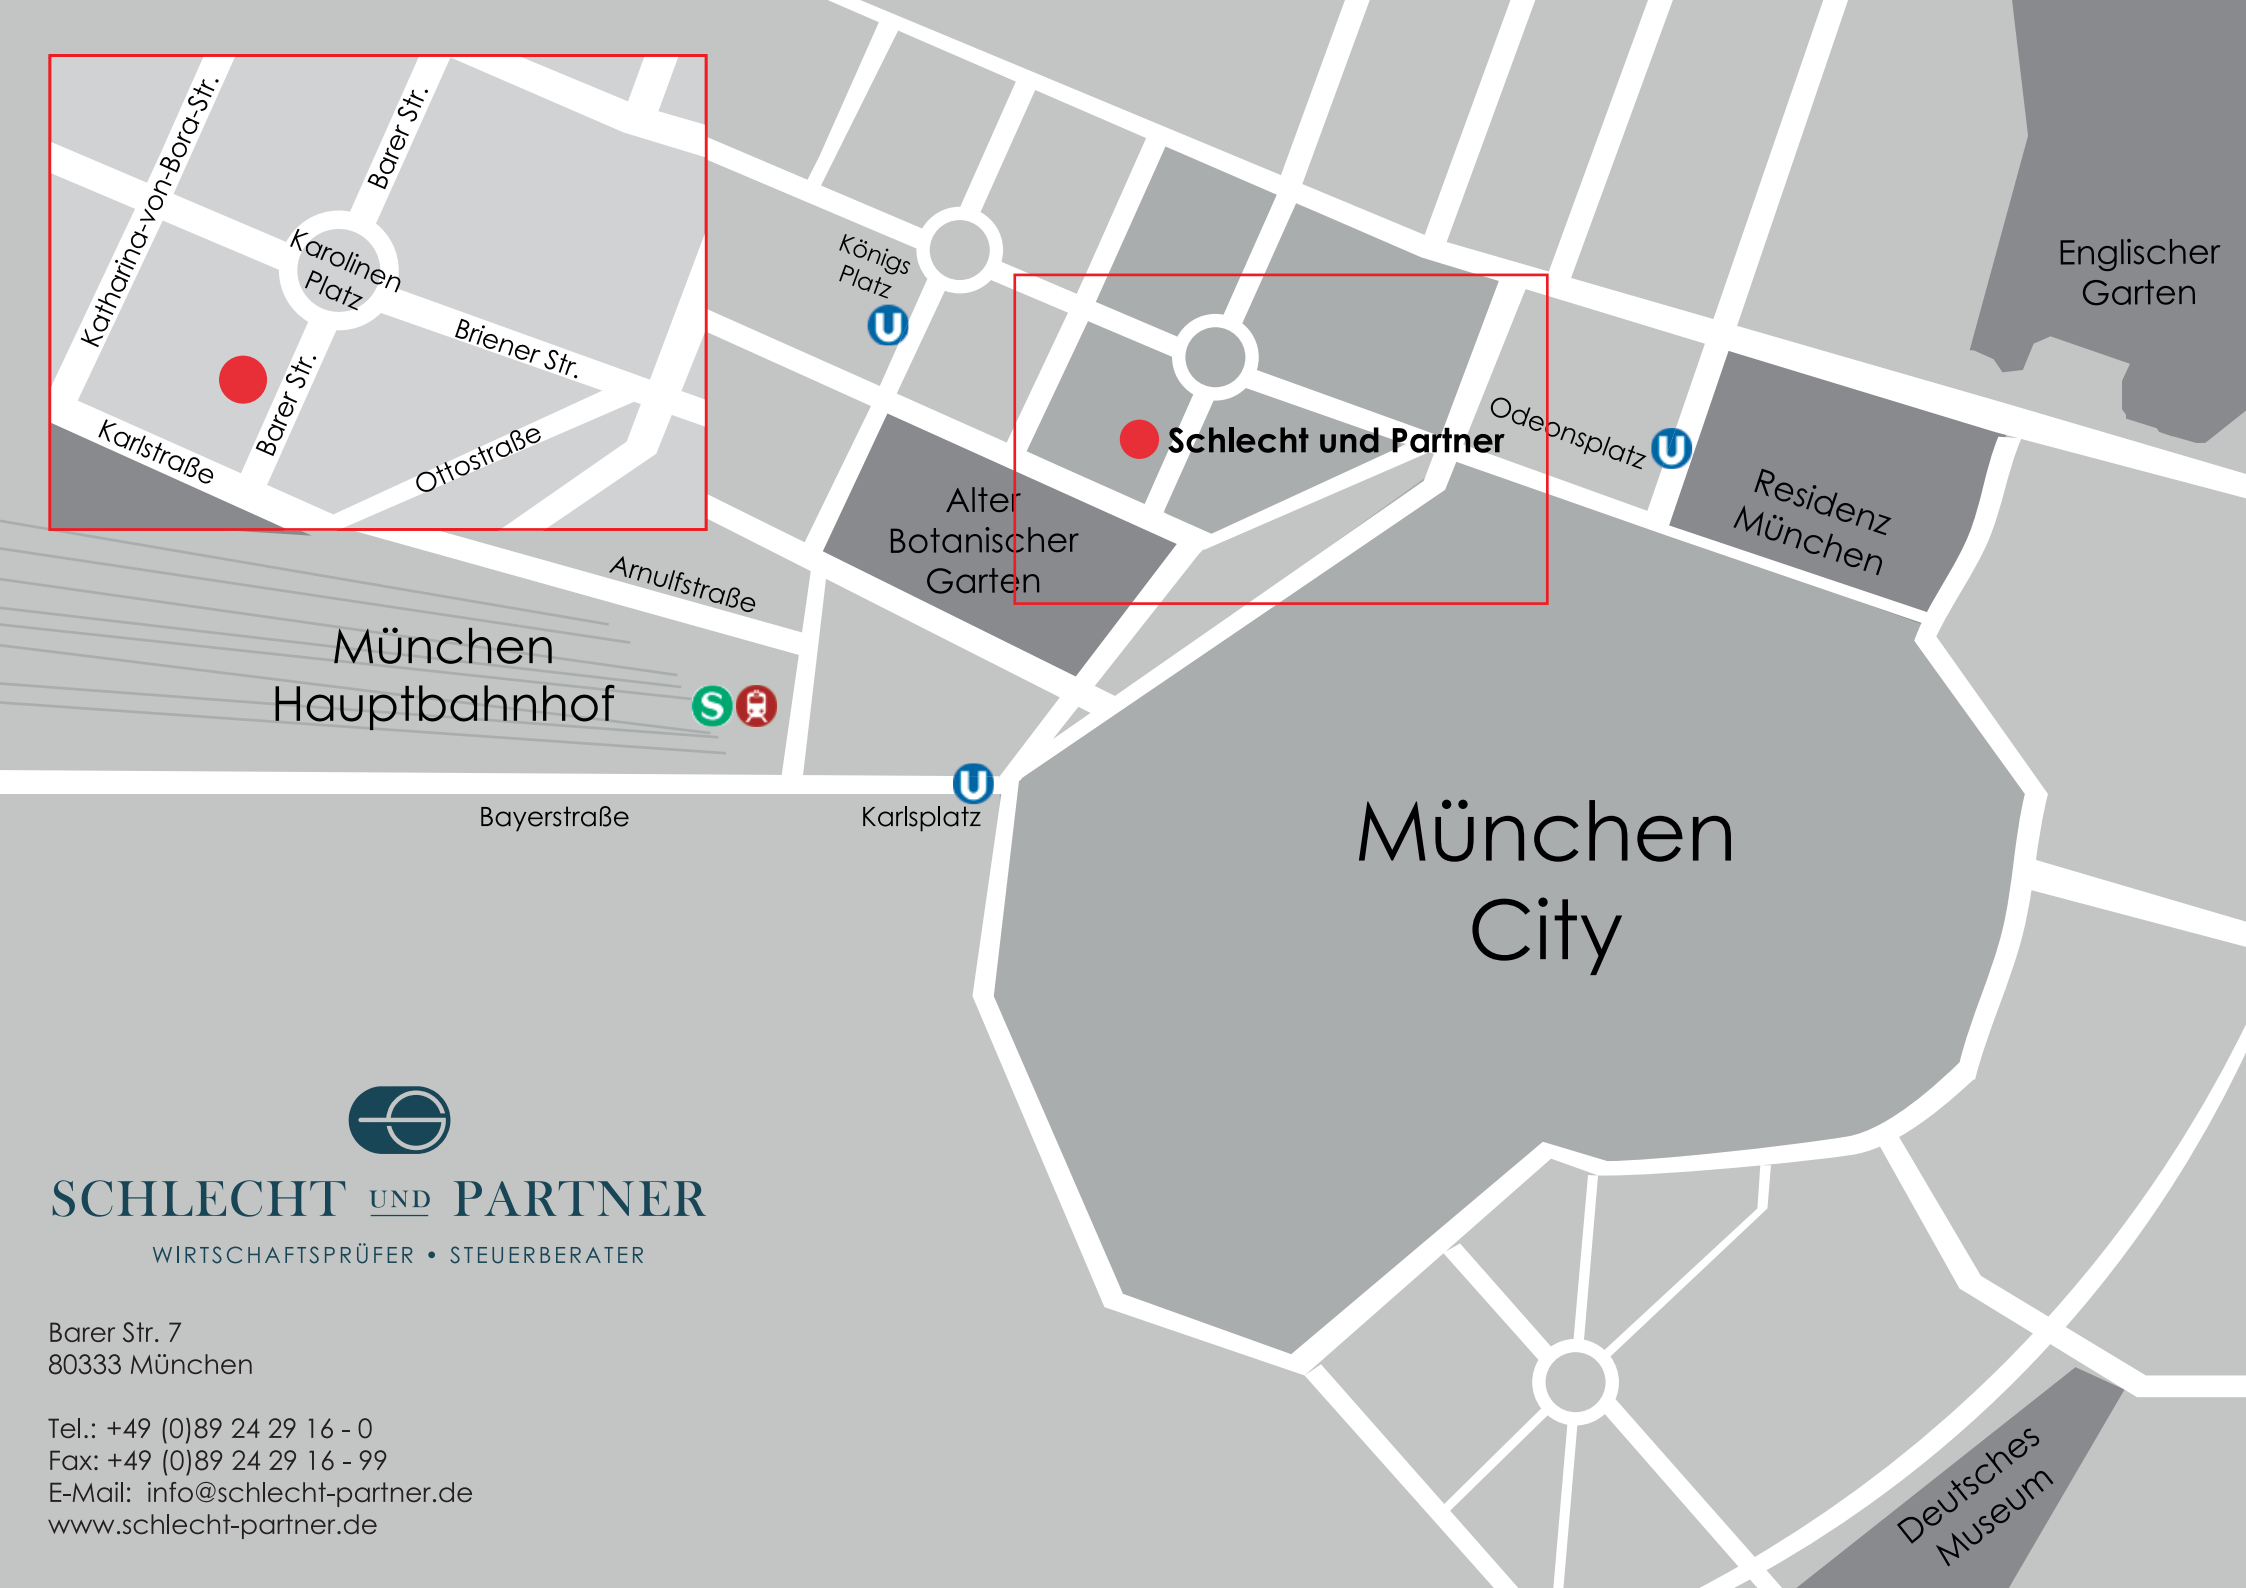 Katharina-von-Bora-Str.
Barer Str.
Karolinen
Platz
Briener Str.
Barer Str.
Karlstraße
Ottostraße
Königs
Platz
U
Schlecht und Partner
Odeonsplatz
U
Englischer
Garten
Residenz
München
Alter
Botanischer
Garten
Arnulfstraße
München
Hauptbahnhof
S
U
Bayerstraße
Karlsplatz
München
City
SCHLECHT UND PARTNER
WIRTSCHAFTSPRÜFER • STEUERBERATER
Barer Str. 7
80333 München
Tel.: +49 (0)89 24 29 16 - 0
Fax: +49 (0)89 24 29 16 - 99
E-Mail: info@schlecht-partner.de
www.schlecht-partner.de
Deutsches
Museum